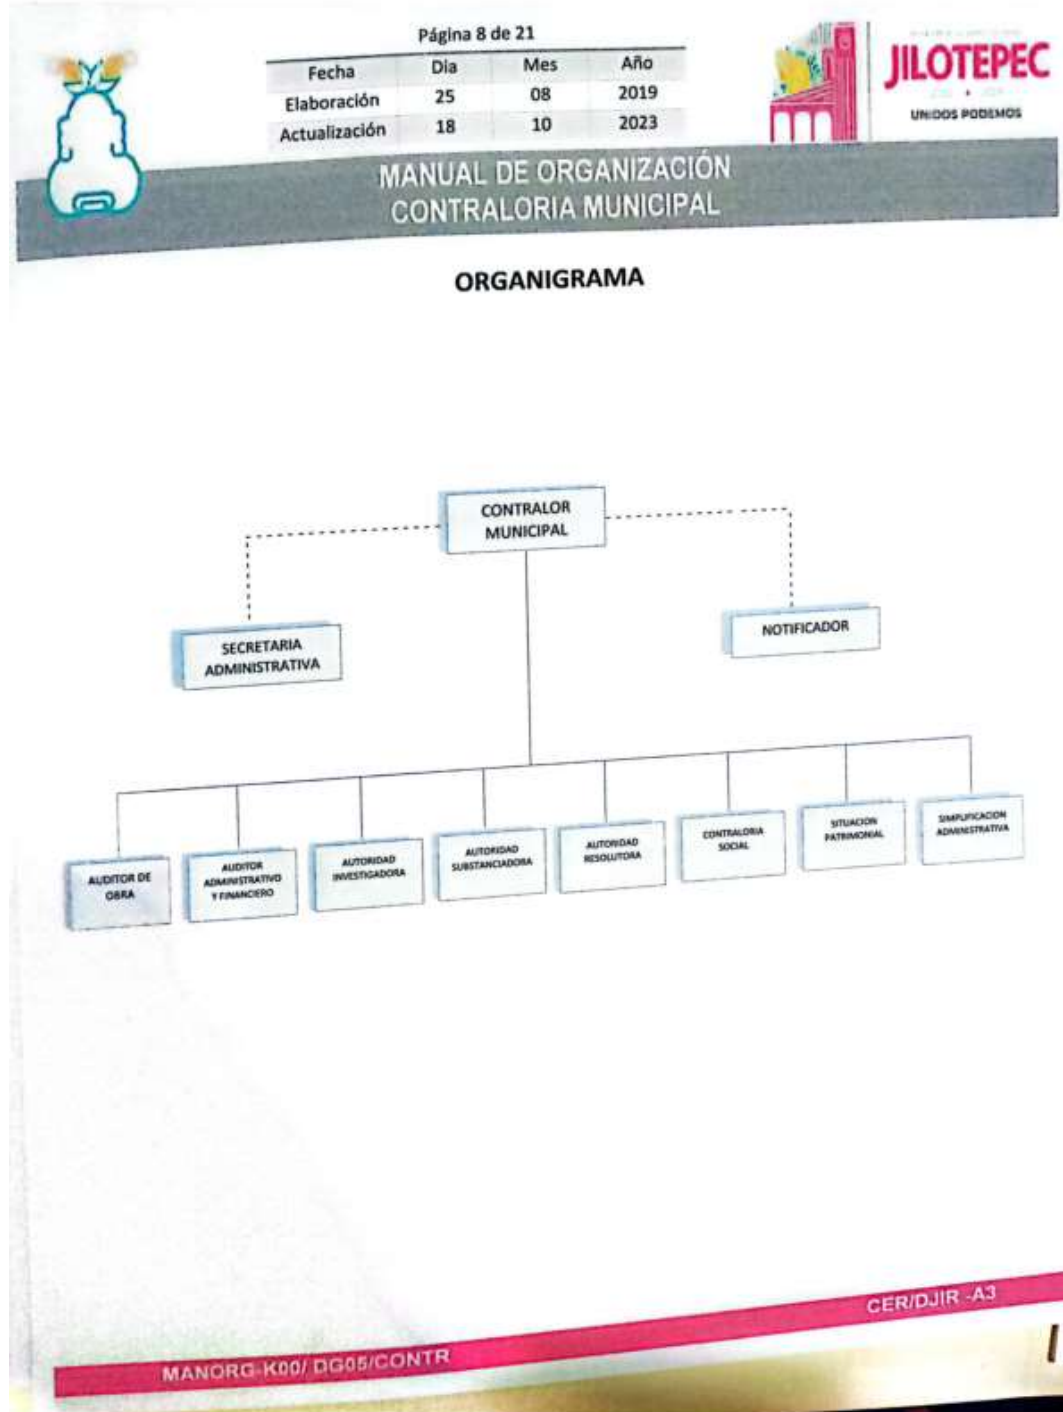 Página 8 de 21
Fecha Dia Mes Año
Elaboración 25 08 2019
Actualización 18 10 2023
JILOTEPEC
UNIDOS PODEMOS
MANUAL DE ORGANIZACIÓN
CONTRALORIA MUNICIPAL
ORGANIGRAMA
CONTRALOR
MUNICIPAL
SECRETARIA
ADMINISTRATIVA
NOTIFICADOR
AUDITOR DE
OBRA
AUDITOR
ADMINISTRATIVO
Y FINANCIERO
AUTORIDAD
INVESTIGADORA
AUTORIDAD
SUBSTANCIADORA
AUTORIDAD
RESOLUTORA
CONTRALORIA
SOCIAL
SITUACION
PATRIMONIAL
SIMPLIFICACION
ADMINISTRATIVA
MANORG-K00/ DG05/CONTR
CER/DJIR -A3